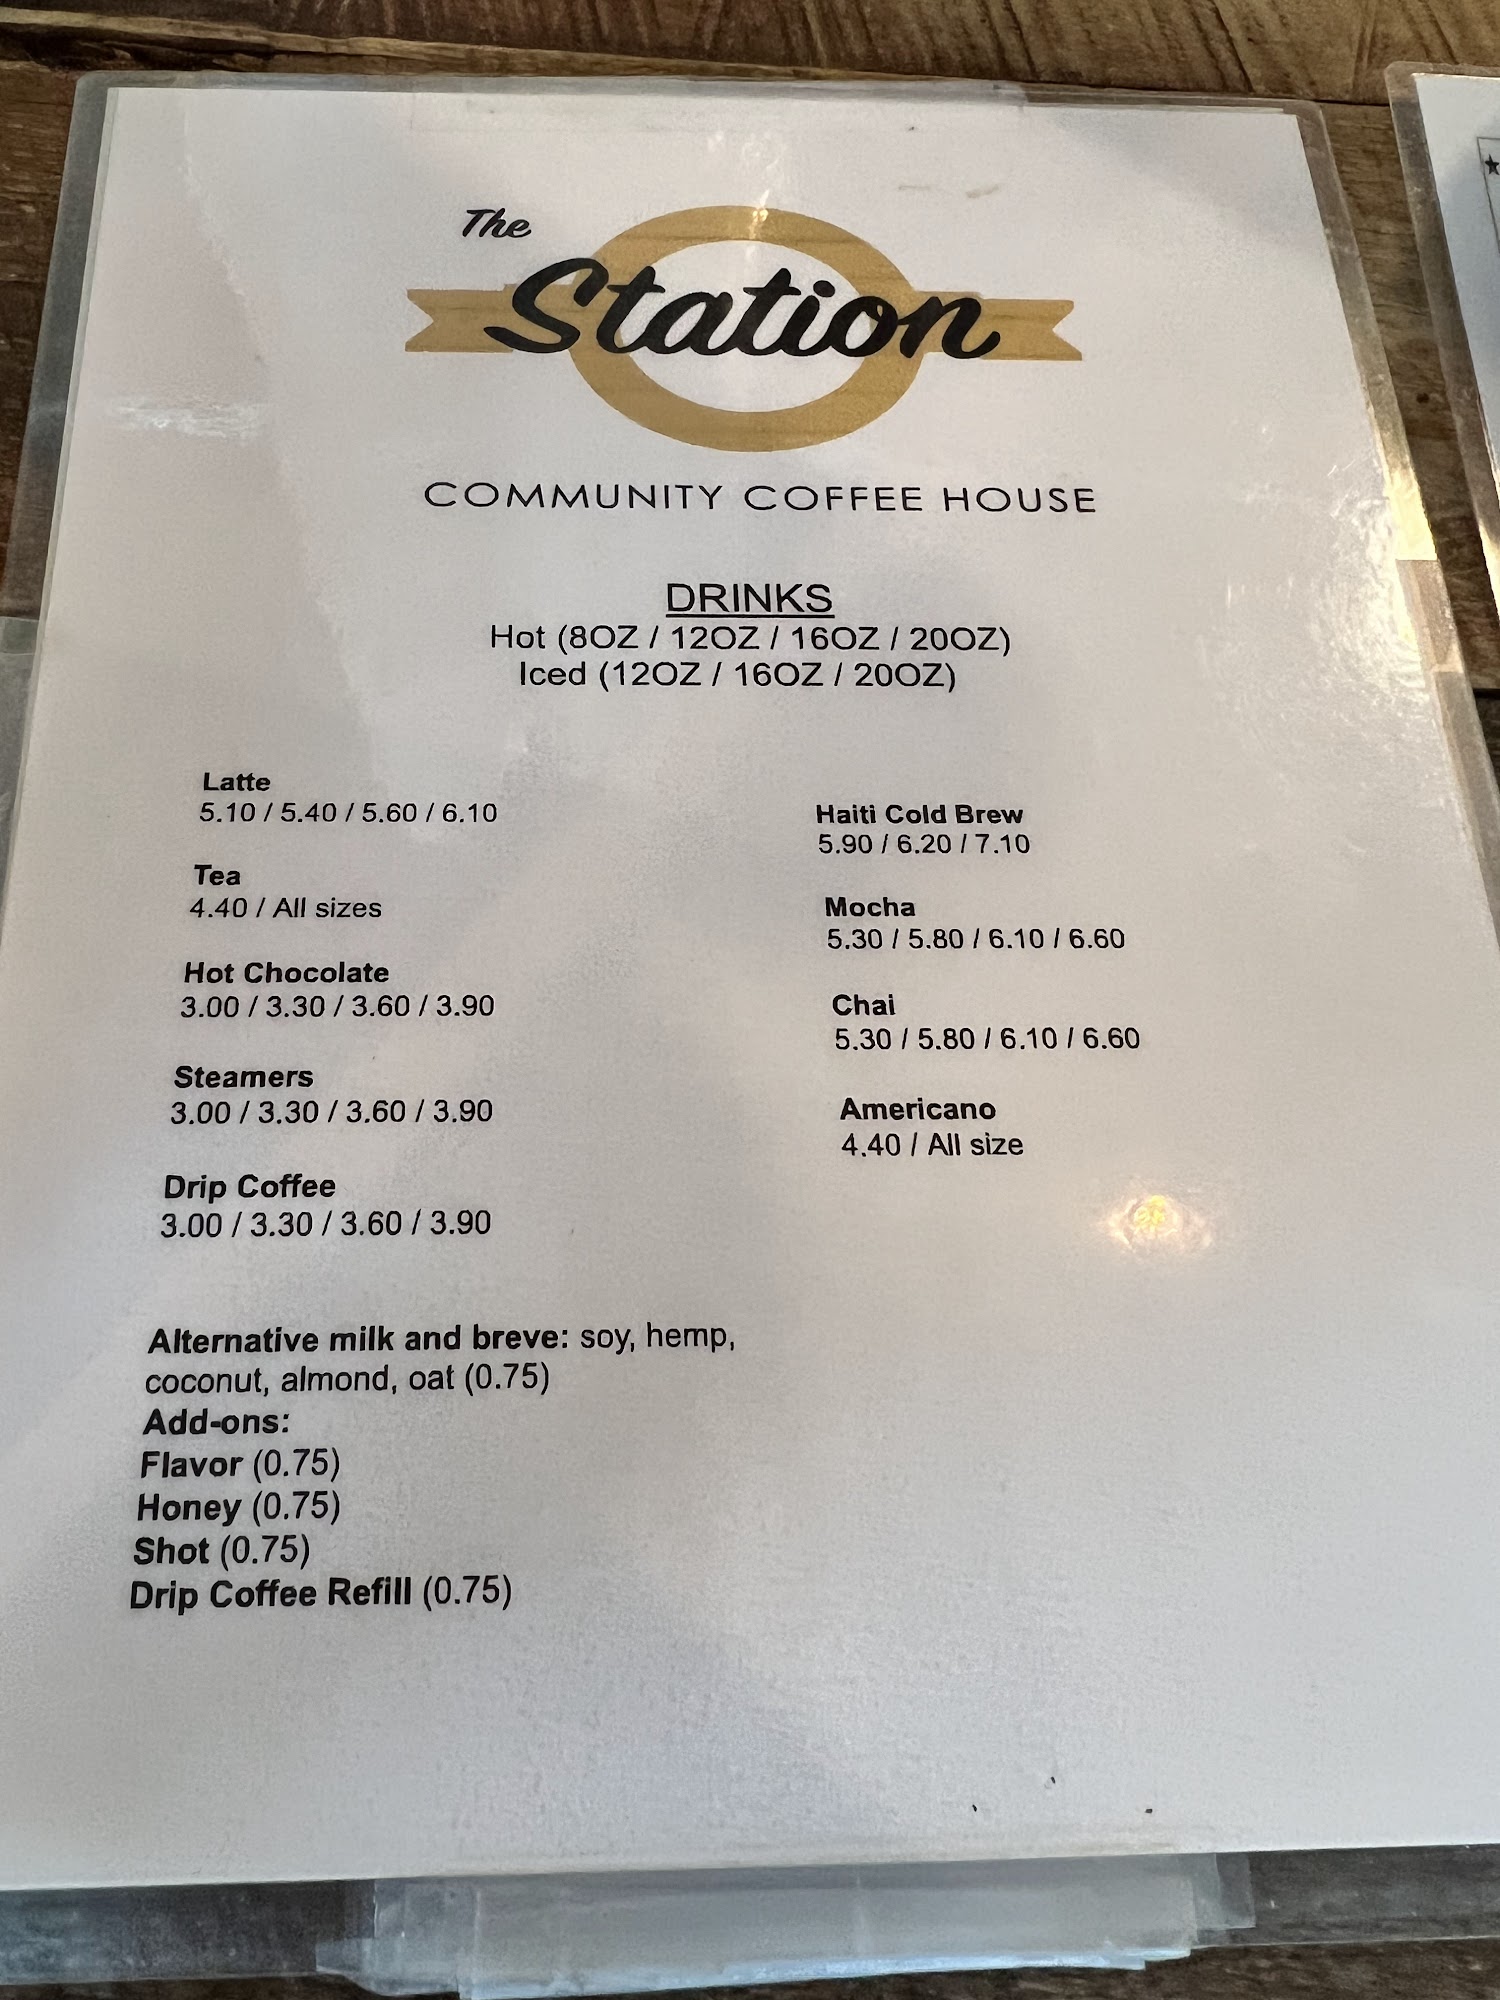 The
Station
COMMUNITY COFFEE HOUSE
DRINKS
Hot (8OZ / 12OZ / 16OZ / 20OZ)
Iced (12OZ / 16OZ / 20OZ)
Latte
5.10 / 5.40 / 5.60 / 6.10
Tea
4.40 / All sizes
Hot Chocolate
3.00 / 3.30 / 3.60 / 3.90
Steamers
3.00 / 3.30 / 3.60 / 3.90
Drip Coffee
3.00 / 3.30 / 3.60 / 3.90
Haiti Cold Brew
5.90 / 6.20 / 7.10
Mocha
5.30 / 5.80 / 6.10 / 6.60
Chai
5.30 / 5.80 / 6.10 / 6.60
Americano
4.40 / All size
Alternative milk and breve: soy, hemp,
coconut, almond, oat (0.75)
Add-ons:
Flavor (0.75)
Honey (0.75)
Shot (0.75)
Drip Coffee Refill (0.75)